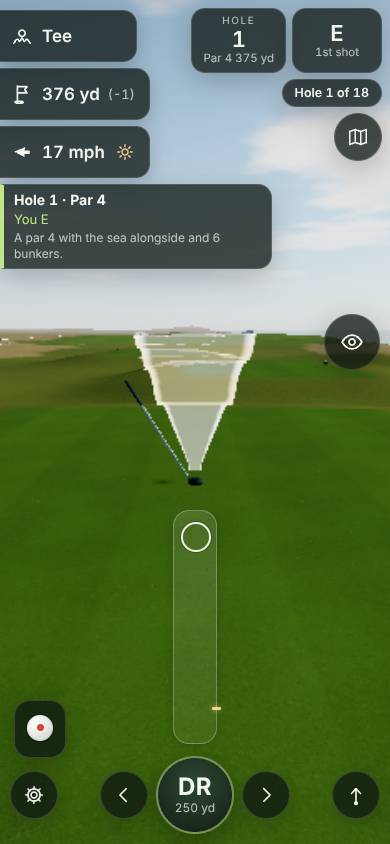 Tee
HOLE
1
Par 4 375 yd
E
1st shot
376 yd (-1)
Hole 1 of 18
17 mph
Hole 1 · Par 4
You E
A par 4 with the sea alongside and 6
bunkers.
DR
250 yd